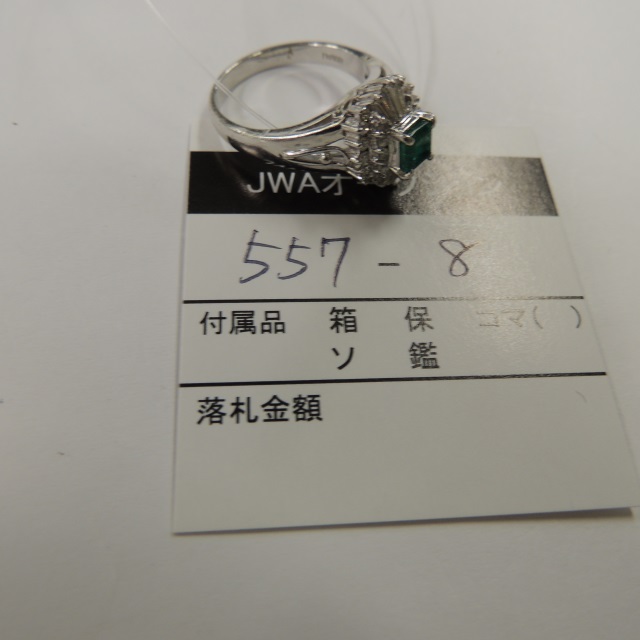 JWAオー
557-8
付属品 箱 保 コマ( )
ソ 鑑
落札金額